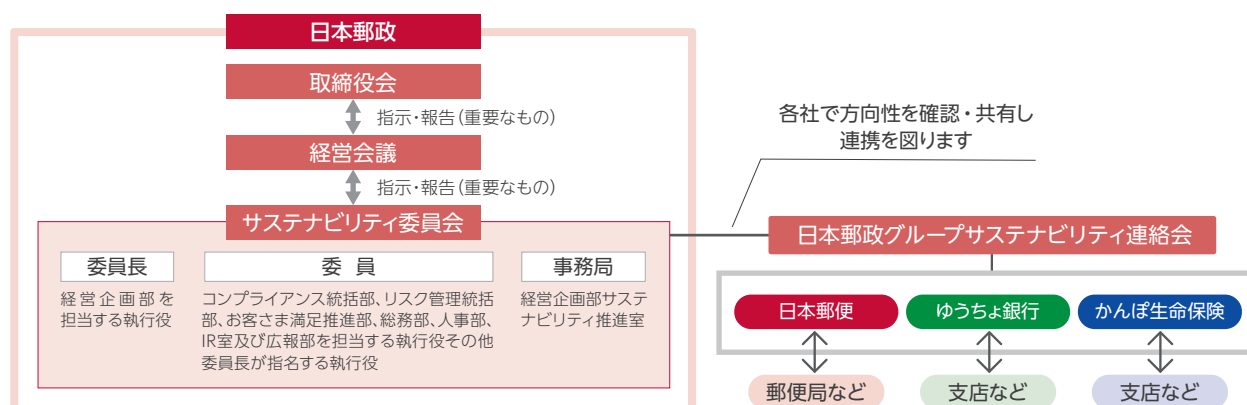 日本郵政
取締役会
指示・報告(重要なもの)
経営会議
指示・報告(重要なもの)
サステナビリティ委員会
委員長
経営企画部を
担当する執行役
委 員
コンプライアンス統括部、リスク管理統括
部、お客さま満足推進部、総務部、人事部、
IR室及び広報部を担当する執行役その他
委員長が指名する執行役
事務局
経営企画部サステ
ナビリティ推進室
各社で方向性を確認・共有し
連携を図ります
日本郵政グループサステナビリティ連絡会
日本郵便
ゆうちょ銀行
かんぽ生命保険
郵便局など
支店など
支店など